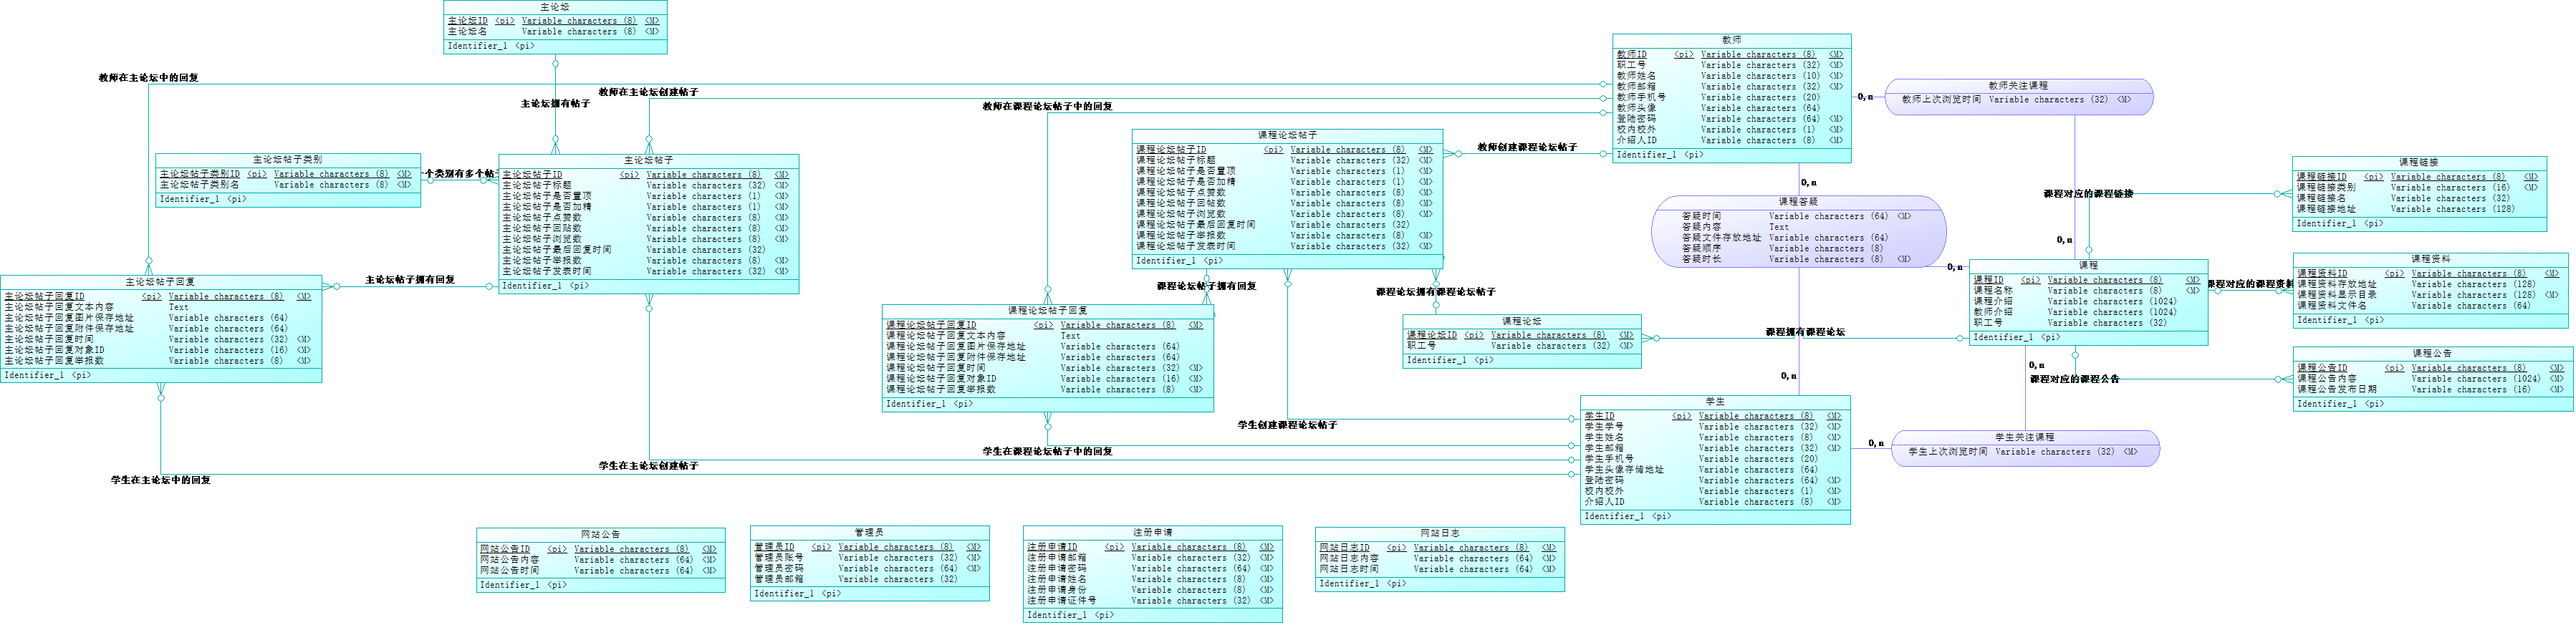 主论坛
主论坛ID <pi> Variable characters (8) <M>
主论坛名 Variable characters (8) <M>
Identifier_1 <pi>
教师在主论坛中的回复
教师在主论坛创建帖子
主论坛拥有帖子
教师在课程论坛帖子中的回复
主论坛帖子类别
主论坛帖子类别ID <pi> Variable characters (8) <M>
主论坛帖子类别名 Variable characters (8) <M>
Identifier_1 <pi>
一个类别有多个帖子
主论坛帖子
主论坛帖子ID <pi> Variable characters (8) <M>
主论坛帖子标题 Variable characters (32) <M>
主论坛帖子是否置顶 Variable characters (1) <M>
主论坛帖子是否加精 Variable characters (1) <M>
主论坛帖子点赞数 Variable characters (8) <M>
主论坛帖子回贴数 Variable characters (8) <M>
主论坛帖子浏览数 Variable characters (8) <M>
主论坛帖子最后回复时间 Variable characters (32)
主论坛帖子举报数 Variable characters (8) <M>
主论坛帖子发表时间 Variable characters (32) <M>
Identifier_1 <pi>
主论坛帖子拥有回复
主论坛帖子回复
主论坛帖子回复ID <pi> Variable characters (8) <M>
主论坛帖子回复文本内容 Text
主论坛帖子回复图片保存地址 Variable characters (64)
主论坛帖子回复附件保存地址 Variable characters (64)
主论坛帖子回复时间 Variable characters (32) <M>
主论坛帖子回复对象ID Variable characters (16) <M>
主论坛帖子回复举报数 Variable characters (8) <M>
Identifier_1 <pi>
课程论坛帖子
课程论坛帖子ID <pi> Variable characters (8) <M>
课程论坛帖子标题 Variable characters (32) <M>
课程论坛帖子是否置顶 Variable characters (1) <M>
课程论坛帖子是否加精 Variable characters (1) <M>
课程论坛帖子点赞数 Variable characters (8) <M>
课程论坛帖子回帖数 Variable characters (8) <M>
课程论坛帖子浏览数 Variable characters (8) <M>
课程论坛帖子最后回复时间 Variable characters (32)
课程论坛帖子举报数 Variable characters (8) <M>
课程论坛帖子发表时间 Variable characters (32) <M>
Identifier_1 <pi>
教师创建课程论坛帖子
课程论坛帖子拥有回复
课程论坛拥有课程论坛帖子
课程论坛帖子回复
课程论坛帖子回复ID <pi> Variable characters (8) <M>
课程论坛帖子回复文本内容 Text
课程论坛帖子回复图片保存地址 Variable characters (64)
课程论坛帖子回复附件保存地址 Variable characters (64)
课程论坛帖子回复时间 Variable characters (32) <M>
课程论坛帖子回复对象ID Variable characters (16) <M>
课程论坛帖子回复举报数 Variable characters (8) <M>
Identifier_1 <pi>
课程论坛
课程论坛ID <pi> Variable characters (8) <M>
职工号 Variable characters (32) <M>
Identifier_1 <pi>
课程拥有课程论坛
教师
教师ID <pi> Variable characters (8) <M>
职工号 Variable characters (32) <M>
教师姓名 Variable characters (10) <M>
教师邮箱 Variable characters (32) <M>
教师手机号 Variable characters (20)
教师头像 Variable characters (64)
登陆密码 Variable characters (64) <M>
校内校外 Variable characters (1) <M>
介绍人ID Variable characters (8) <M>
Identifier_1 <pi>
0,n
教师关注课程
教师上次浏览时间 Variable characters (32) <M>
0,n
课程答疑
答疑时间 Variable characters (64) <M>
答疑内容 Text
答疑文件存放地址 Variable characters (64)
答疑顺序 Variable characters (8)
答疑时长 Variable characters (8) <M>
0,n
0,n
0,n
课程
课程ID <pi> Variable characters (8) <M>
课程名称 Variable characters (8) <M>
课程介绍 Variable characters (1024)
教师介绍 Variable characters (1024)
职工号 Variable characters (32)
Identifier_1 <pi>
课程对应的课程链接
课程链接
课程链接ID <pi> Variable characters (8) <M>
课程链接类别 Variable characters (16) <M>
课程链接名 Variable characters (32)
课程链接地址 Variable characters (128)
Identifier_1 <pi>
课程对应的课程资料
课程资料
课程资料ID <pi> Variable characters (8) <M>
课程资料存放地址 Variable characters (128)
课程资料显示目录 Variable characters (128) <M>
课程资料文件名 Variable characters (64)
Identifier_1 <pi>
0,n
课程对应的课程公告
课程公告
课程公告ID <pi> Variable characters (8) <M>
课程公告内容 Variable characters (1024) <M>
课程公告发布日期 Variable characters (16) <M>
Identifier_1 <pi>
学生
学生ID <pi> Variable characters (8) <M>
学生学号 Variable characters (32) <M>
学生姓名 Variable characters (8) <M>
学生邮箱 Variable characters (32) <M>
学生手机号 Variable characters (20)
学生头像存储地址 Variable characters (64)
登陆密码 Variable characters (64) <M>
校内校外 Variable characters (1) <M>
介绍人ID Variable characters (8) <M>
Identifier_1 <pi>
0,n
学生关注课程
学生上次浏览时间 Variable characters (32) <M>
学生创建课程论坛帖子
学生在课程论坛帖子中的回复
学生在主论坛创建帖子
学生在主论坛中的回复
网站公告
网站公告ID <pi> Variable characters (8) <M>
网站公告内容 Variable characters (64) <M>
网站公告时间 Variable characters (64) <M>
Identifier_1 <pi>
管理员
管理员ID <pi> Variable characters (8) <M>
管理员账号 Variable characters (32) <M>
管理员密码 Variable characters (64) <M>
管理员邮箱 Variable characters (32)
Identifier_1 <pi>
注册申请
注册申请ID <pi> Variable characters (8) <M>
注册申请邮箱 Variable characters (32) <M>
注册申请密码 Variable characters (64) <M>
注册申请姓名 Variable characters (8) <M>
注册申请身份 Variable characters (8) <M>
注册申请证件号 Variable characters (32) <M>
Identifier_1 <pi>
网站日志
网站日志ID <pi> Variable characters (8) <M>
网站日志内容 Variable characters (64) <M>
网站日志时间 Variable characters (64) <M>
Identifier_1 <pi>